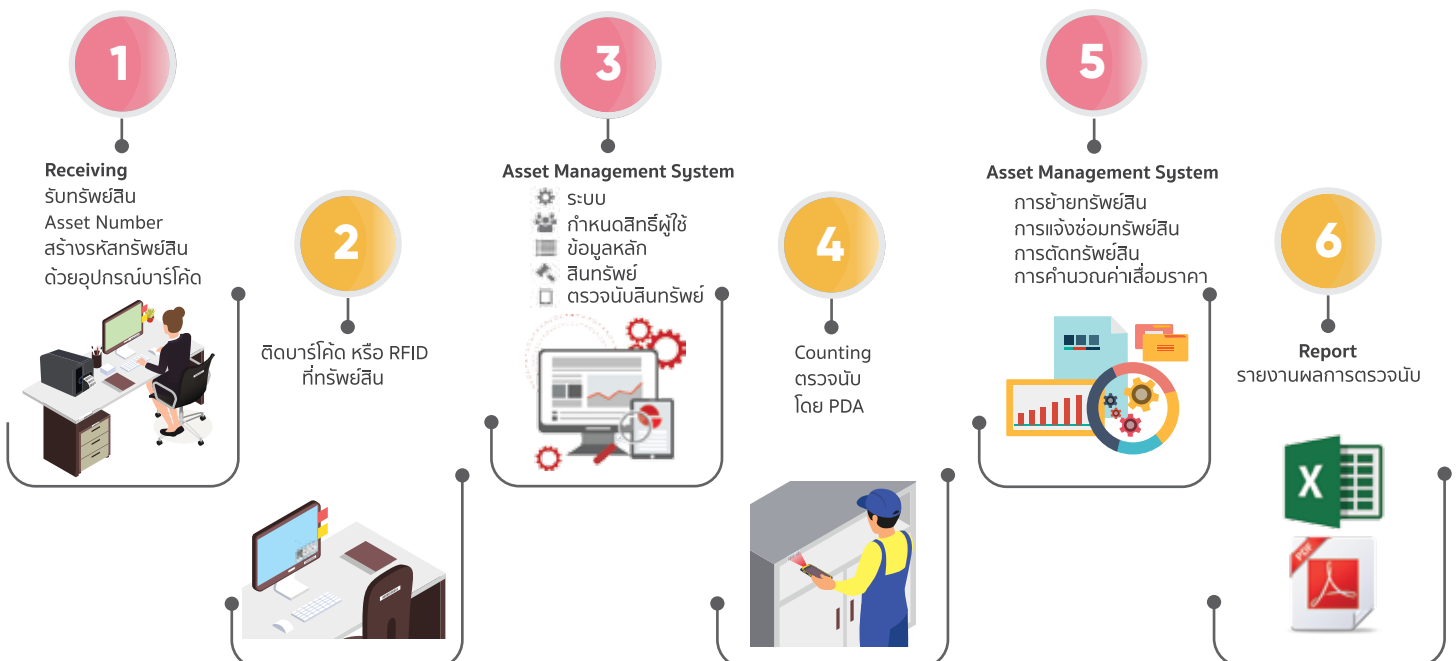 1
Receiving
รับทรัพย์สิน
Asset Number
สร้างรหัสทรัพย์สิน
ด้วยอุปกรณ์บาร์โค้ด
2
ติดบาร์โค้ด หรือ RFID
ที่ทรัพย์สิน
3
Asset Management System
ระบบ
กำหนดสิทธิ์ผู้ใช้
ข้อมูลหลัก
สินทรัพย์
ตรวจนับสินทรัพย์
4
Counting
ตรวจนับ
โดย PDA
5
Asset Management System
การย้ายทรัพย์สิน
การแจ้งซ่อมทรัพย์สิน
การตัดทรัพย์สิน
การคำนวณค่าเสื่อมราคา
6
Report
รายงานผลการตรวจนับ
X
PDF